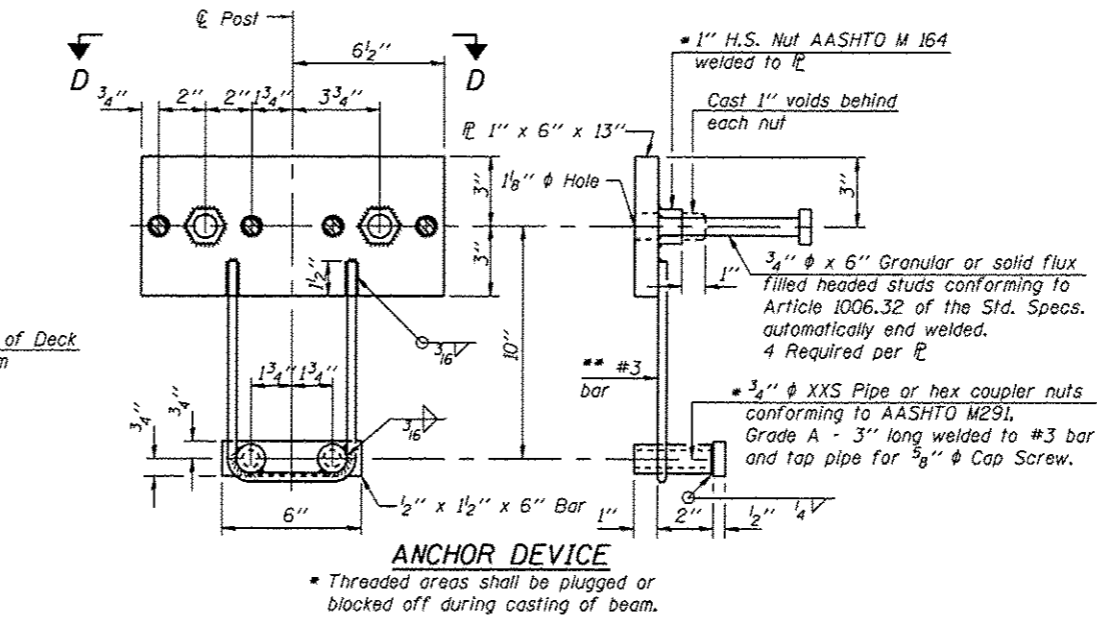 ℄ Post
D
D
6½"
¾"
2"
2"
1¾"
3¾"
3"
3"
1½"
3/16
10"
of Deck
1¾"
1¾"
¾"
¾"
3/16
½" x 1½" x 6" Bar
6"
* 1" H.S. Nut AASHTO M 164
welded to ⅊
Cast 1" voids behind
each nut
⅊ 1" x 6" x 13"
1⅛" ϕ Hole
3"
1"
¾" ϕ x 6" Granular or solid flux
filled headed studs conforming to
Article 1006.32 of the Std. Specs.
automatically end welded.
4 Required per ⅊
** #3
bar
* ¾" ϕ XXS Pipe or hex coupler nuts
conforming to AASHTO M291,
Grade A - 3" long welded to #3 bar
and tap pipe for ⅝" ϕ Cap Screw.
1"
2"
½"
¼
ANCHOR DEVICE
* Threaded areas shall be plugged or
blocked off during casting of beam.